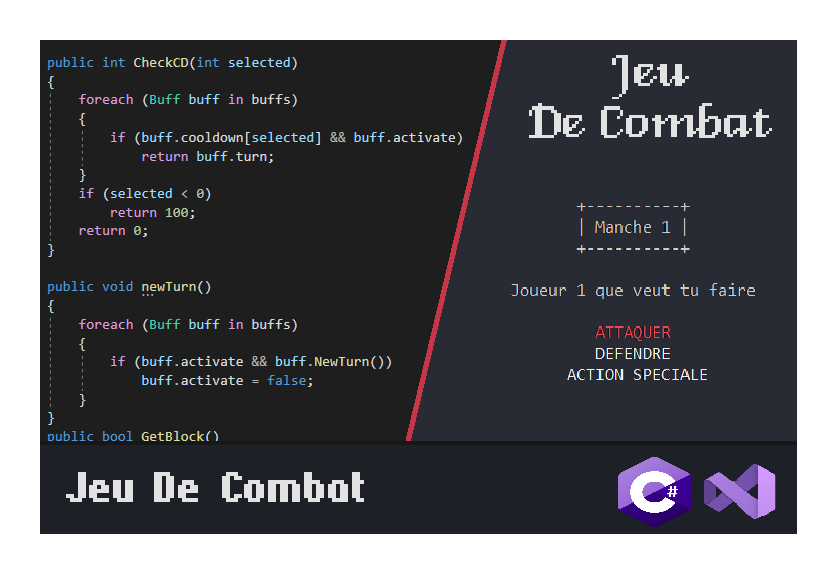 public int CheckCD(int selected)
{
foreach (Buff buff in buffs)
{
if (buff.cooldown[selected] && buff.activate)
return buff.turn;
}
if (selected < 0)
return 100;
return 0;
}
public void newTurn()
{
foreach (Buff buff in buffs)
{
if (buff.activate && buff.NewTurn())
buff.activate = false;
}
}
public bool GetBlock()
Jeu
De Combat
+----------+
| Manche 1 |
+----------+
Joueur 1 que veut tu faire
ATTAQUER
DEFENDRE
ACTION SPECIALE
Jeu De Combat
C#